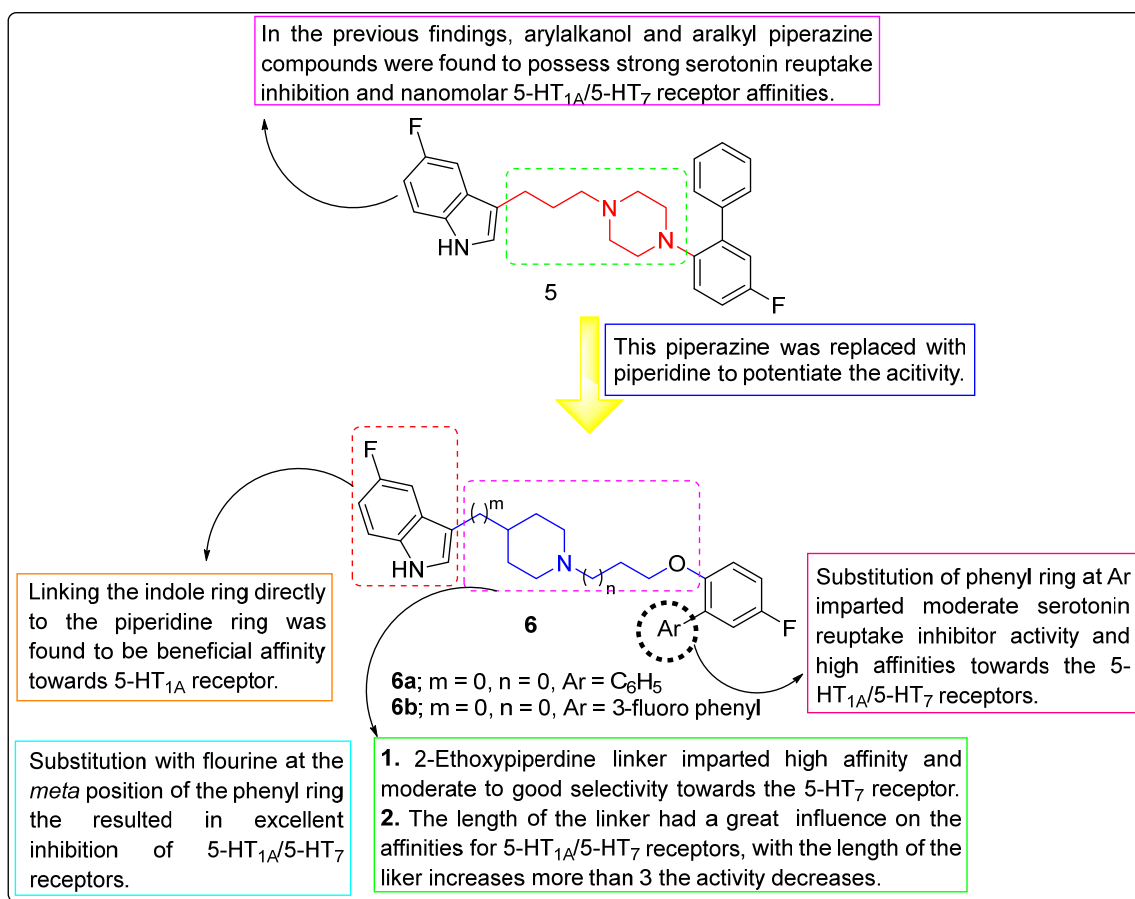 In the previous findings, arylalkanol and aralkyl piperazine
compounds were found to possess strong serotonin reuptake
inhibition and nanomolar 5-HT1A/5-HT7 receptor affinities.
F
N
HN
N
F
5
This piperazine was replaced with
piperidine to potentiate the acitivity.
F
( )m
HN
N
( )n
O
Ar
F
6
6a; m = 0, n = 0, Ar = C6H5
6b; m = 0, n = 0, Ar = 3-fluoro phenyl
Linking the indole ring directly
to the piperidine ring was
found to be beneficial affinity
towards 5-HT1A receptor.
Substitution of phenyl ring at Ar
imparted moderate serotonin
reuptake inhibitor activity and
high affinities towards the 5-
HT1A/5-HT7 receptors.
Substitution with flourine at the
meta position of the phenyl ring
the resulted in excellent
inhibition of 5-HT1A/5-HT7
receptors.
1. 2-Ethoxypiperdine linker imparted high affinity and
moderate to good selectivity towards the 5-HT7 receptor.
2. The length of the linker had a great influence on the
affinities for 5-HT1A/5-HT7 receptors, with the length of the
liker increases more than 3 the activity decreases.